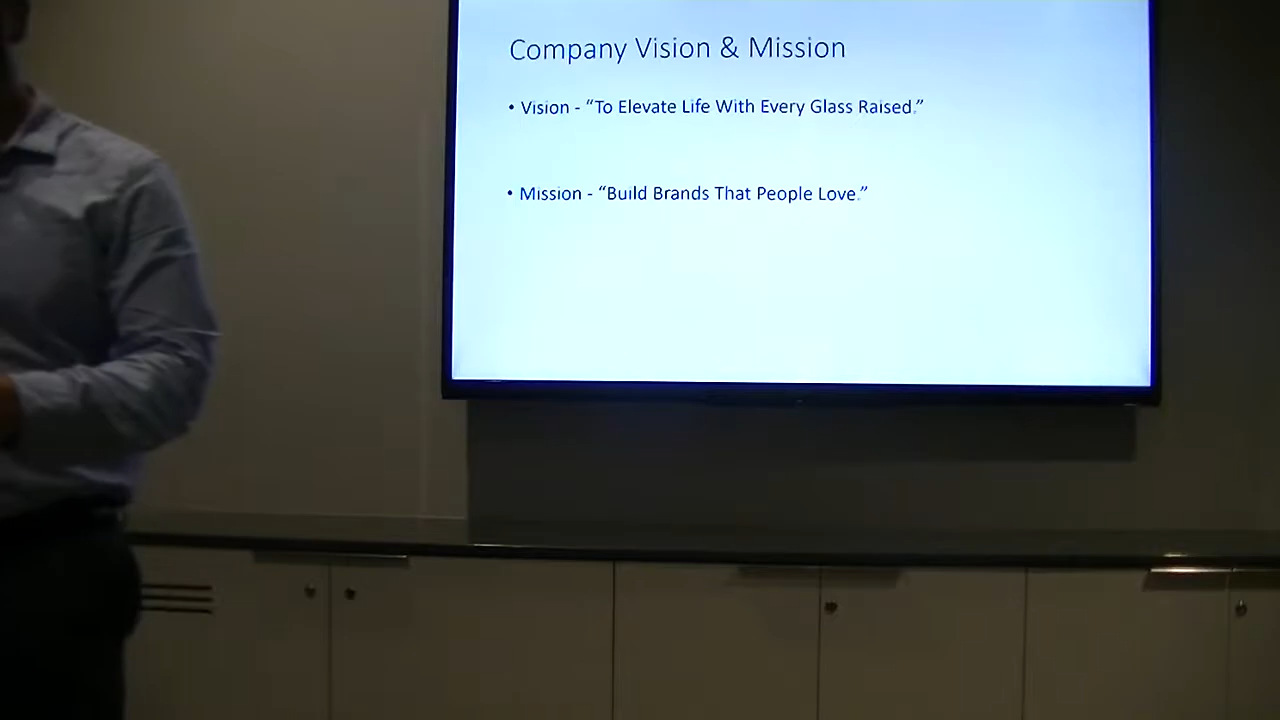 Company Vision & Mission
• Vision - “To Elevate Life With Every Glass Raised.”
• Mission - “Build Brands That People Love.”